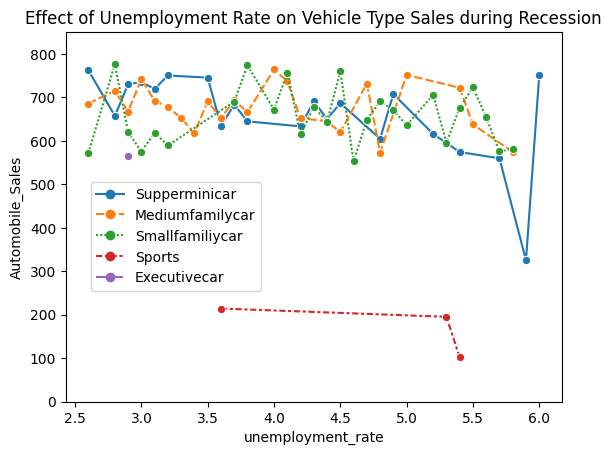 Effect of Unemployment Rate on Vehicle Type Sales during Recession
800
700
600
500
400
300
200
100
0
Automobile_Sales
Supperminicar
Mediumfamilycar
Smallfamiliycar
Sports
Executivecar
2.5 3.0 3.5 4.0 4.5 5.0 5.5 6.0
unemployment_rate